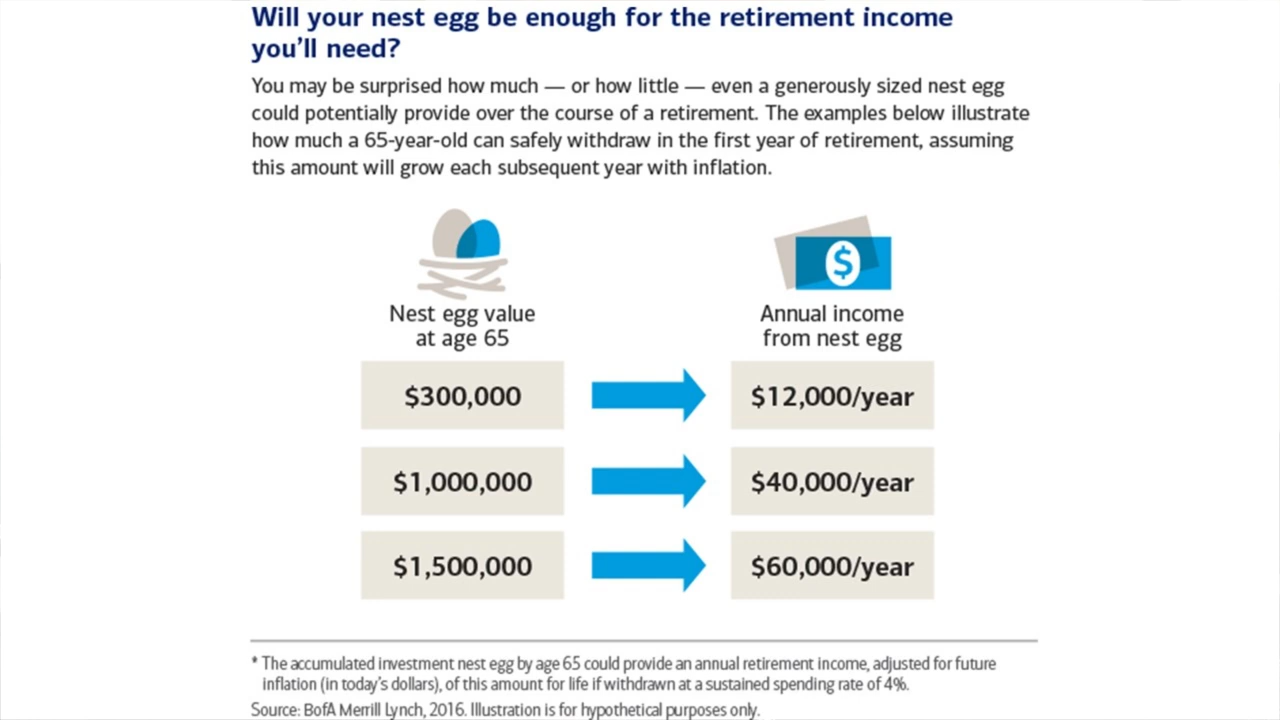 Will your nest egg be enough for the retirement income
you’ll need?
You may be surprised how much — or how little — even a generously sized nest egg
could potentially provide over the course of a retirement. The examples below illustrate
how much a 65-year-old can safely withdraw in the first year of retirement, assuming
this amount will grow each subsequent year with inflation.
$
Nest egg value
at age 65
Annual income
from nest egg
$300,000
$12,000/year
$1,000,000
$40,000/year
$1,500,000
$60,000/year
* The accumulated investment nest egg by age 65 could provide an annual retirement income, adjusted for future
inflation (in today’s dollars), of this amount for life if withdrawn at a sustained spending rate of 4%.
Source: BofA Merrill Lynch, 2016. Illustration is for hypothetical purposes only.